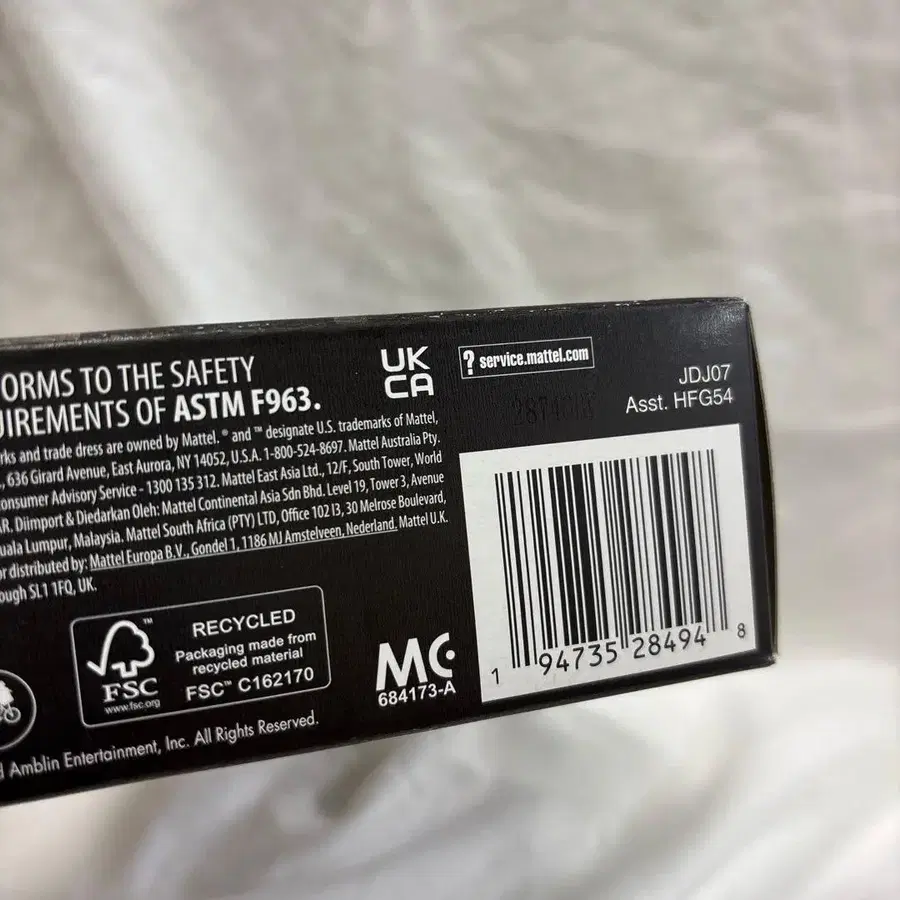 ORMS TO THE SAFETY
UIREMENTS OF ASTM F963.
rks and trade dress are owned by Mattel. ® and ™ designate U.S. trademarks of Mattel,
., 636 Girard Avenue, East Aurora, NY 14052, U.S.A. 1-800-524-8697. Mattel Australia Pty.
onsumer Advisory Service - 1300 135 312. Mattel East Asia Ltd., 12/F, South Tower, World
AR. Diimport & Diedarkan Oleh: Mattel Continental Asia Sdn Bhd. Level 19, Tower 3, Avenue
uala Lumpur, Malaysia. Mattel South Africa (PTY) LTD, Office 102 I3, 30 Melrose Boulevard,
r distributed by: Mattel Europa B.V., Gondel 1, 1186 MJ Amstelveen, Nederland. Mattel U.K.
ough SL1 1FQ, UK.
UK
CA
? service.mattel.com
JDJ07
Asst. HFG54
FSC
™
www.fsc.org
RECYCLED
Packaging made from
recycled material
FSC™ C162170
MC
684173-A
1 94735 28494 8
d Amblin Entertainment, Inc. All Rights Reserved.